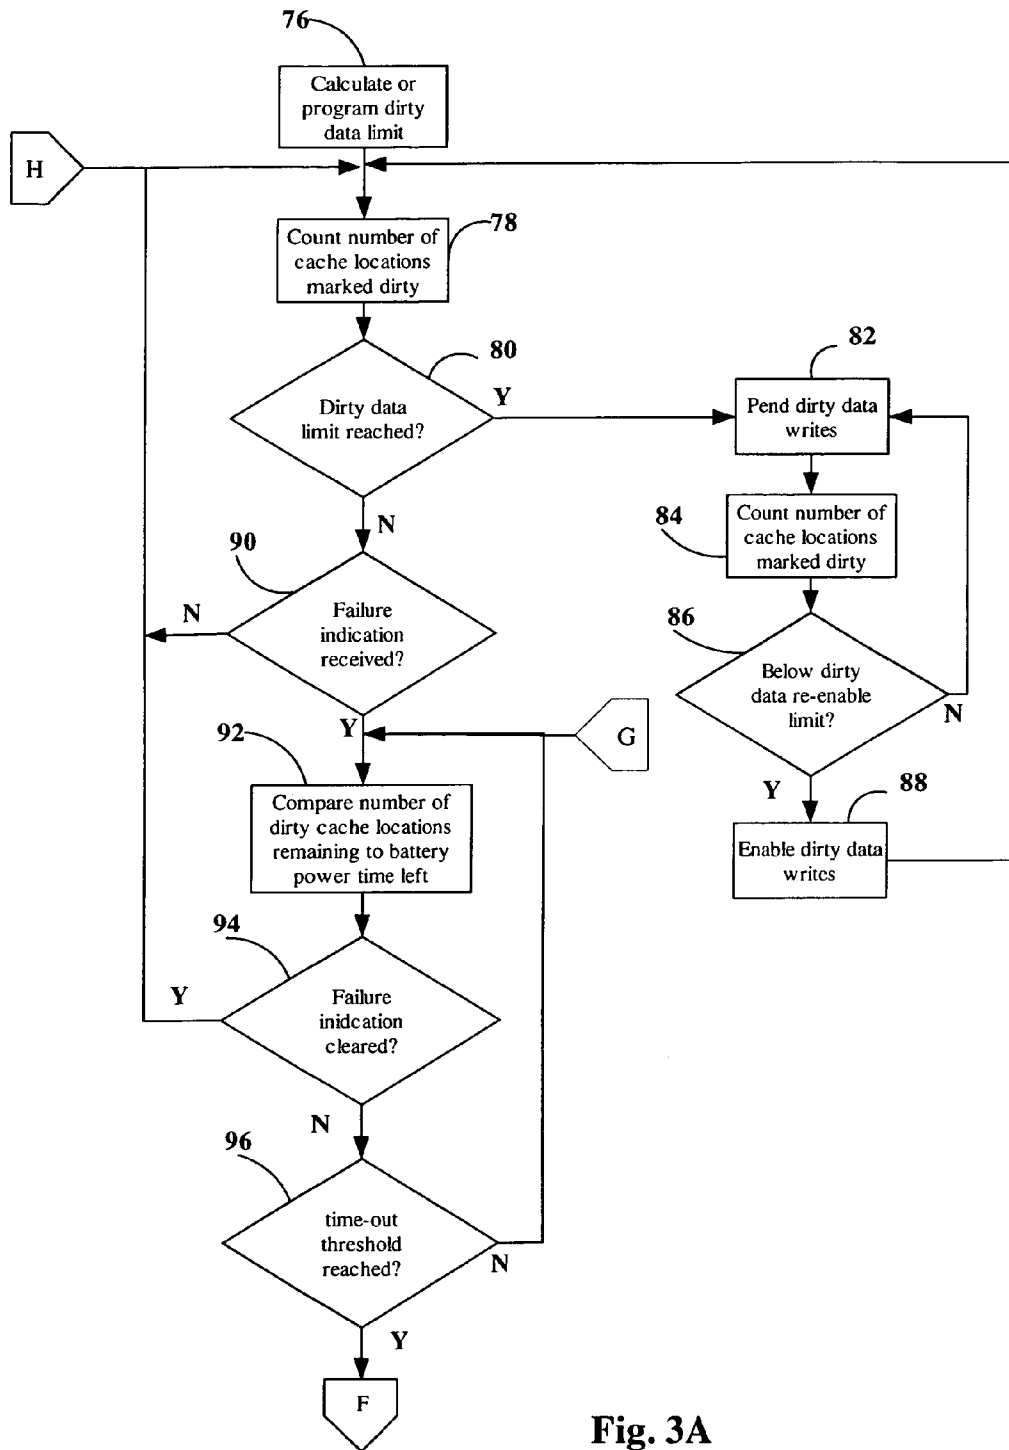 76
Calculate or
program dirty
data limit
H
78
Count number of
cache locations
marked dirty
80
Dirty data
limit reached?
Y
82
Pend dirty data
writes
N
84
Count number of
cache locations
marked dirty
90
Failure
indication
received?
N
86
Below dirty
data re-enable
limit?
N
Y
G
92
Compare number of
dirty cache locations
remaining to battery
power time left
Y
88
Enable dirty data
writes
94
Failure
inidcation
cleared?
Y
N
96
time-out
threshold
reached?
N
Y
F
Fig. 3A